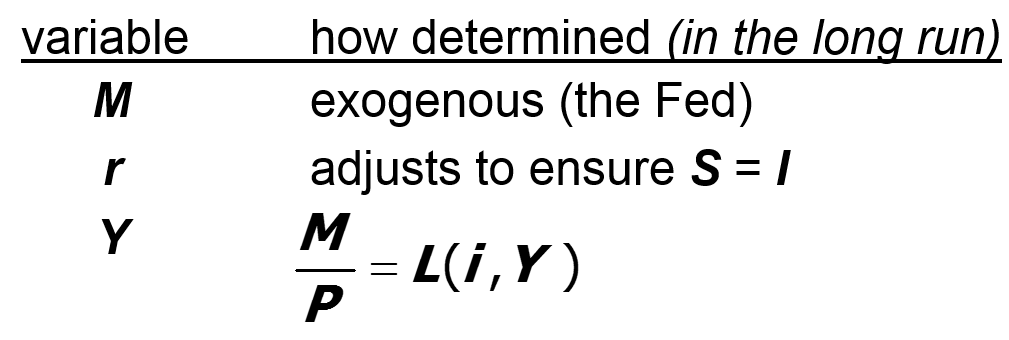 variable how determined (in the long run)
M exogenous (the Fed)
r adjusts to ensure S = I
Y M/P = L(i, Y )